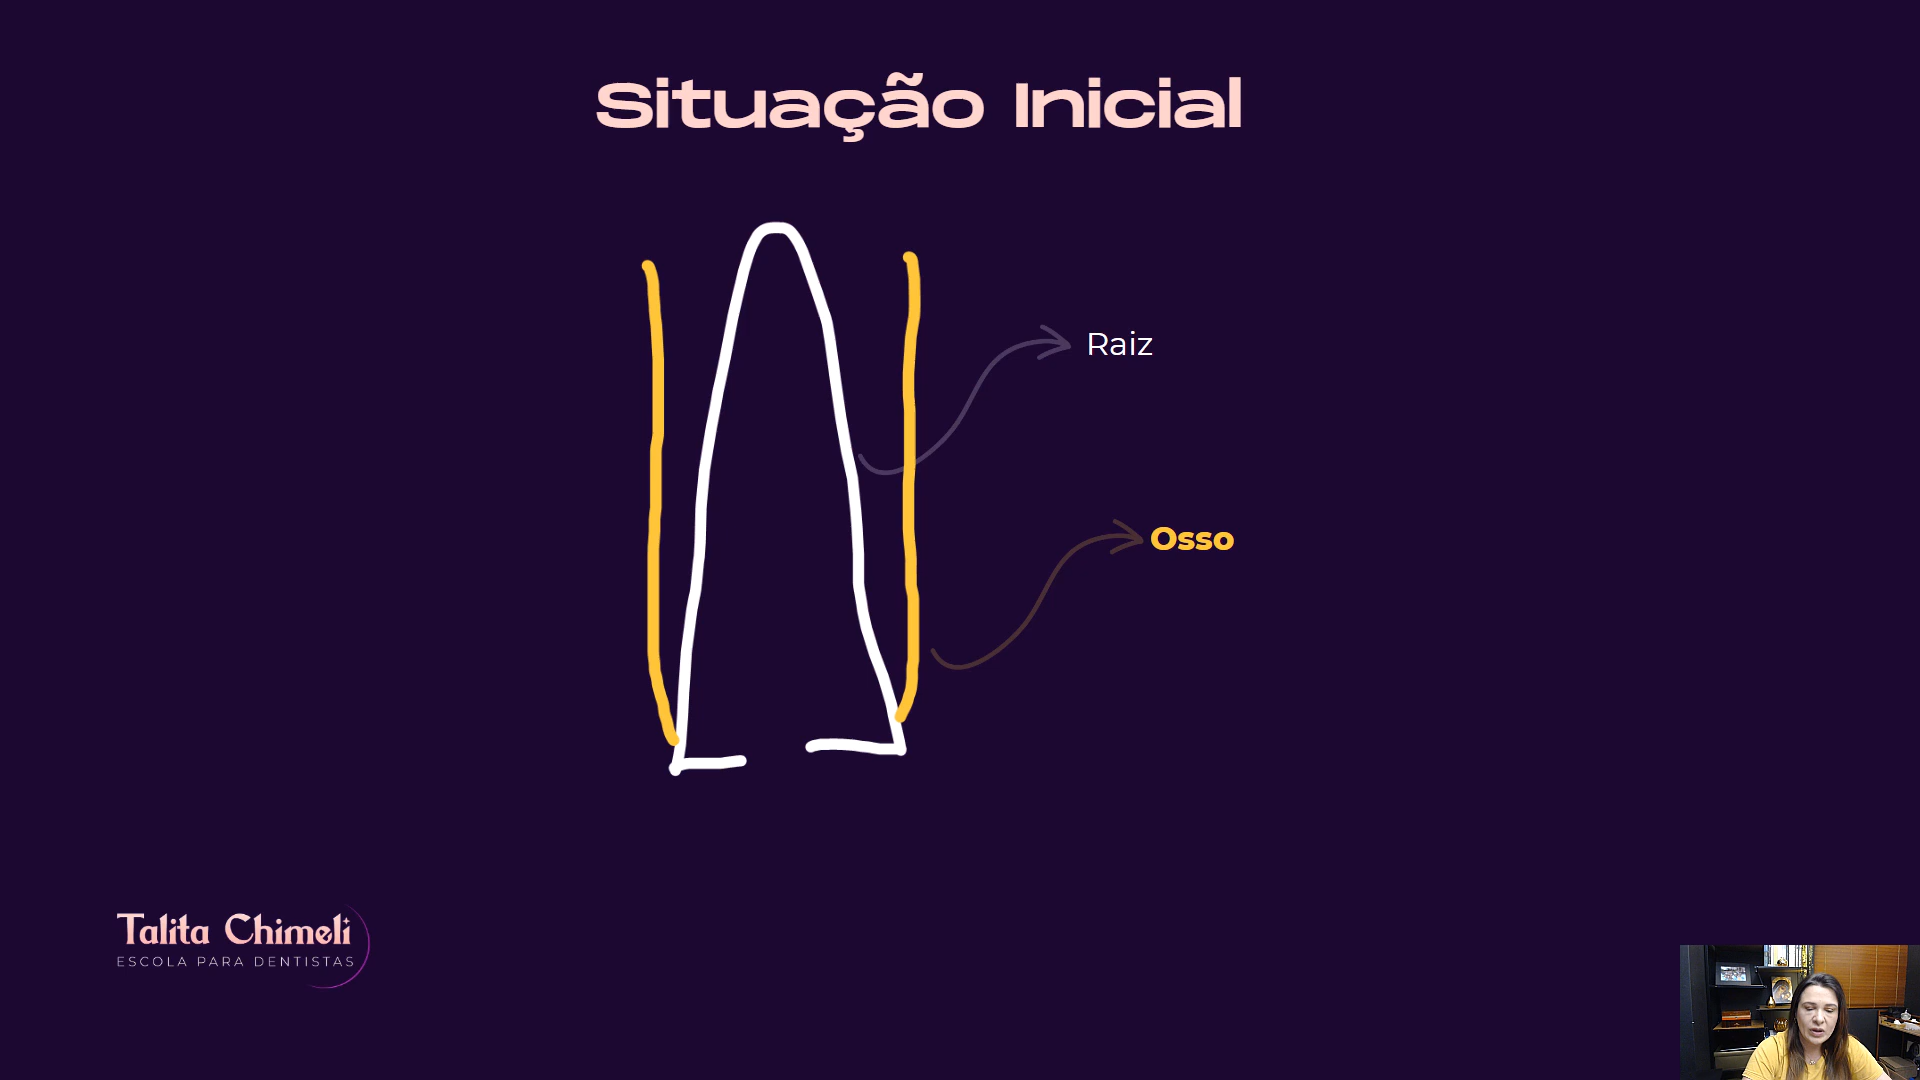 Situação Inicial
Raiz
Osso
Talita Chimeli
ESCOLA PARA DENTISTAS